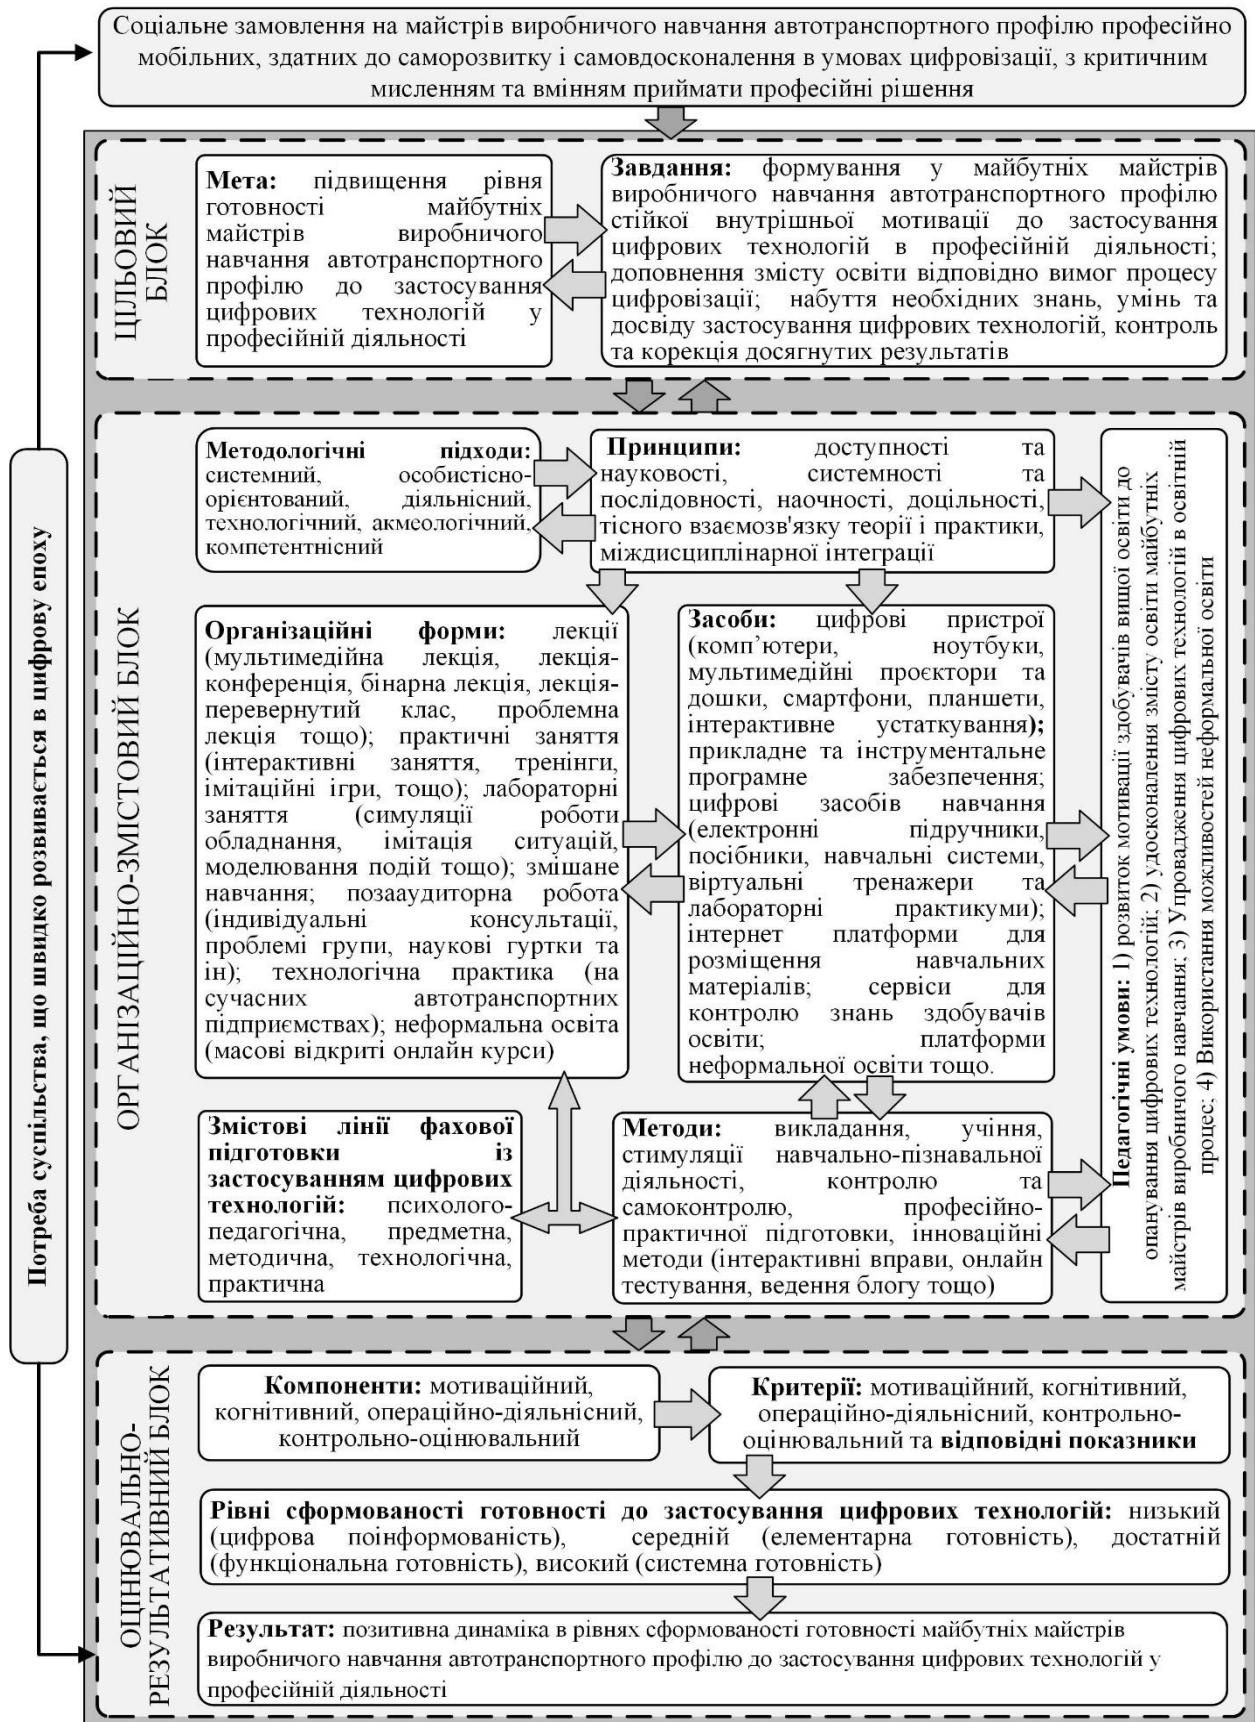 Соціальне замовлення на майстрів виробничого навчання автотранспортного профілю професійно
мобільних, здатних до саморозвитку і самовдосконалення в умовах цифровізації, з критичним
мисленням та вмінням приймати професійні рішення
Потреба суспільства, що швидко розвивається в цифрову епоху
ЦІЛЬОВИЙ
БЛОК
Мета: підвищення рівня
готовності майбутніх
майстрів виробничого
навчання автотранспортного
профілю до застосування
цифрових технологій у
професійній діяльності
Завдання: формування у майбутніх майстрів
виробничого навчання автотранспортного профілю
стійкої внутрішньої мотивації до застосування
цифрових технологій в професійній діяльності;
доповнення змісту освіти відповідно вимог процесу
цифровізації; набуття необхідних знань, умінь та
досвіду застосування цифрових технологій, контроль
та корекція досягнутих результатів
ОРГАНІЗАЦІЙНО-ЗМІСТОВИЙ БЛОК
Методологічні підходи:
системний, особистісно-
орієнтований, діяльнісний,
технологічний, акмеологічний,
компетентнісний
Принципи: доступності та
науковості, системності та
послідовності, наочності, доцільності,
тісного взаємозв'язку теорії і практики,
міждисциплінарної інтеграції
Організаційні форми: лекції
(мультимедійна лекція, лекція-
конференція, бінарна лекція, лекція-
перевернутий клас, проблемна
лекція тощо); практичні заняття
(інтерактивні заняття, тренінги,
імітаційні ігри, тощо); лабораторні
заняття (симуляції роботи
обладнання, імітація ситуацій,
моделювання подій тощо); змішане
навчання; позааудиторна робота
(індивідуальні консультації,
проблемі групи, наукові гуртки та
ін); технологічна практика (на
сучасних автотранспортних
підприємствах); неформальна освіта
(масові відкриті онлайн курси)
Засоби: цифрові пристрої
(комп’ютери, ноутбуки,
мультимедійні проєктори та
дошки, смартфони, планшети,
інтерактивне устаткування);
прикладне та інструментальне
програмне забезпечення;
цифрові засобів навчання
(електронні підручники,
посібники, навчальні системи,
віртуальні тренажери та
лабораторні практикуми);
інтернет платформи для
розміщення навчальних
матеріалів; сервіси для
контролю знань здобувачів
освіти; платформи
неформальної освіти тощо.
Змістові лінії фахової
підготовки із
застосуванням цифрових
технологій: психолого-
педагогічна, предметна,
методична, технологічна,
практична
Методи: викладання, учіння,
стимуляції навчально-пізнавальної
діяльності, контролю та
самоконтролю, професійно-
практичної підготовки, інноваційні
методи (інтерактивні вправи, онлайн
тестування, ведення блогу тощо)
Педагогічні умови: 1) розвиток мотивації здобувачів вищої освіти до
опанування цифрових технологій; 2) удосконалення змісту освіти майбутніх
майстрів виробничого навчання; 3) Упровадження цифрових технологій в освітній
процес; 4) Використання можливостей неформальної освіти
ОЦІНЮВАЛЬНО-
РЕЗУЛЬТАТИВНИЙ БЛОК
Компоненти: мотиваційний,
когнітивний, операційно-діяльнісний,
контрольно-оцінювальний
Критерії: мотиваційний, когнітивний,
операційно-діяльнісний, контрольно-
оцінювальний та відповідні показники
Рівні сформованості готовності до застосування цифрових технологій: низький
(цифрова поінформованість), середній (елементарна готовність), достатній
(функціональна готовність), високий (системна готовність)
Результат: позитивна динаміка в рівнях сформованості готовності майбутніх майстрів
виробничого навчання автотранспортного профілю до застосування цифрових технологій у
професійній діяльності